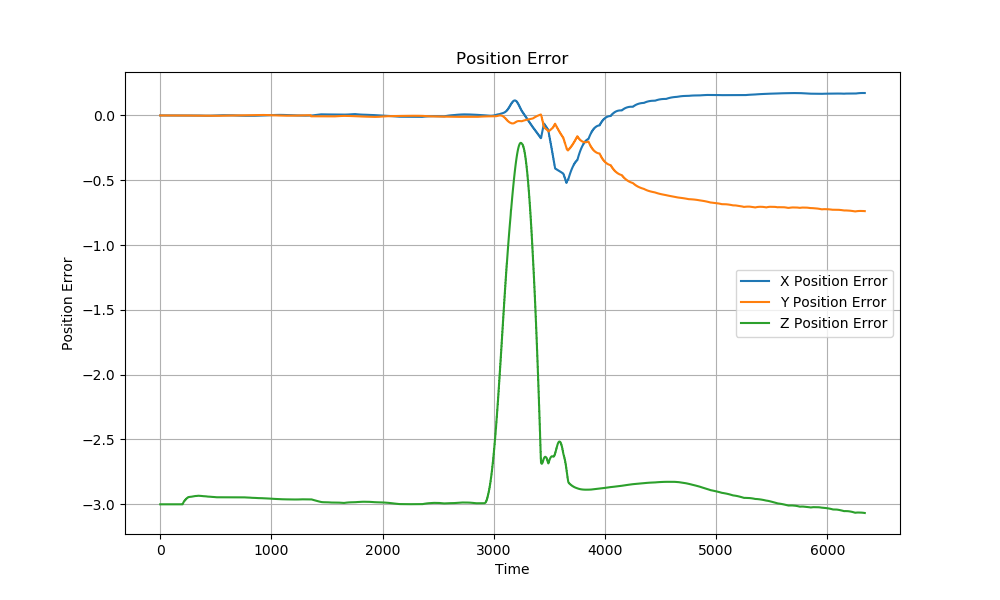 Position Error
0.0
−0.5
−1.0
−1.5
−2.0
−2.5
−3.0
Position Error
X Position Error
Y Position Error
Z Position Error
0 1000 2000 3000 4000 5000 6000
Time